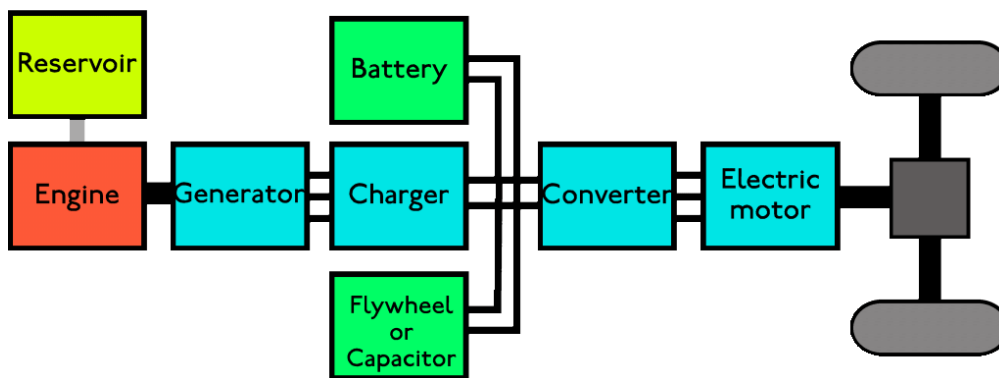 Reservoir
Battery
Engine
Generator
Charger
Converter
Electric
motor
Flywheel
or
Capacitor